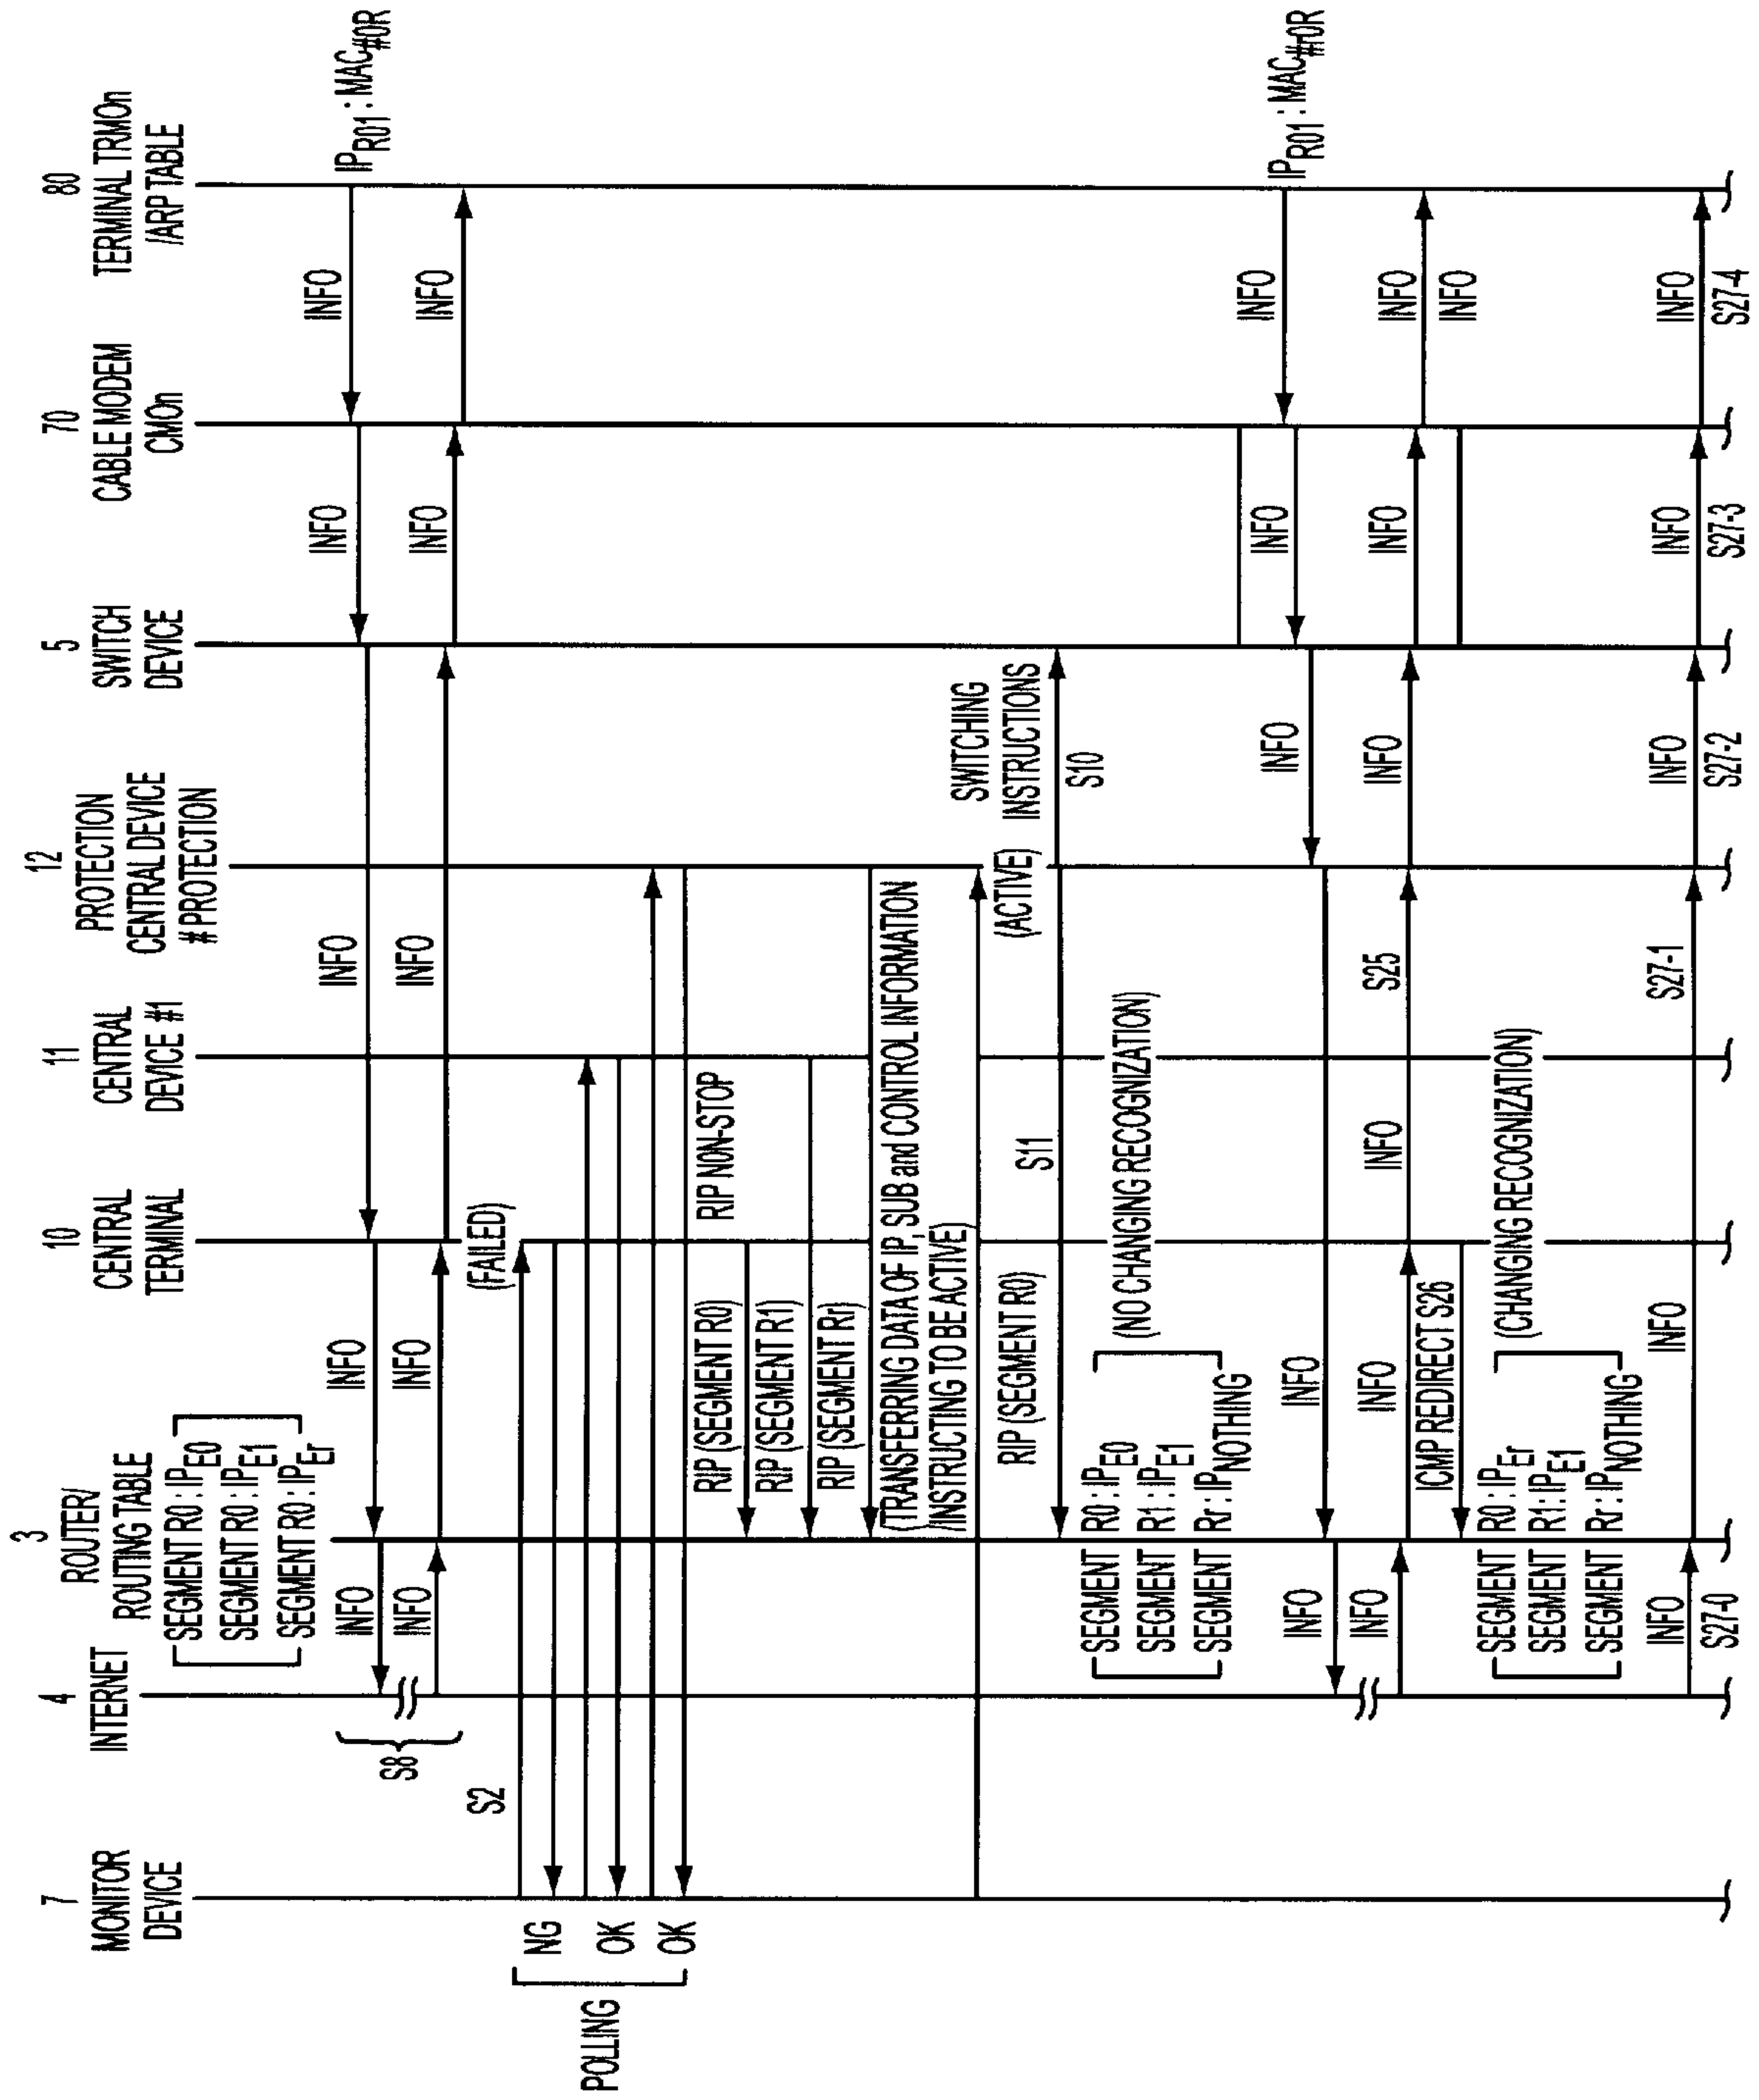 7
MONITOR
DEVICE
4
INTERNET
3
ROUTER/
ROUTING TABLE
SEGMENT R0 : IPE0
SEGMENT R0 : IPE1
SEGMENT R0 : IPEr
10
CENTRAL
TERMINAL
11
CENTRAL
DEVICE #1
12
PROTECTION
CENTRAL DEVICE
# PROTECTION
5
SWITCH
DEVICE
70
CABLE MODEM
CMOn
80
TERMINAL TRMOn
/ARP TABLE
IPR01 : MAC#0R
INFO
INFO
INFO
INFO
INFO
INFO
INFO
INFO
INFO
INFO
INFO
INFO
S8
(FAILED)
S2
POLLING
NG
OK
OK
RIP NON-STOP
RIP (SEGMENT R0)
RIP (SEGMENT R1)
RIP (SEGMENT Rr)
(TRANSFERRING DATA OF IP, SUB and CONTROL INFORMATION
/INSTRUCTING TO BE ACTIVE)
(ACTIVE)
SWITCHING
INSTRUCTIONS
S10
RIP (SEGMENT R0)
S11
SEGMENT R0 : IPE0
SEGMENT R1 : IPE1
SEGMENT Rr : IPNOTHING
(NO CHANGING RECOGNIZATION)
IPR01 : MAC#r0R
INFO
INFO
INFO
INFO
INFO
INFO
INFO
INFO
S25
INFO
INFO
INFO
INFO
ICMP REDIRECT S26
SEGMENT R0 : IPEr
SEGMENT R1 : IPE1
SEGMENT Rr : IPNOTHING
(CHANGING RECOGNIZATION)
INFO
S27-0
INFO
S27-1
INFO
S27-2
INFO
S27-3
INFO
S27-4